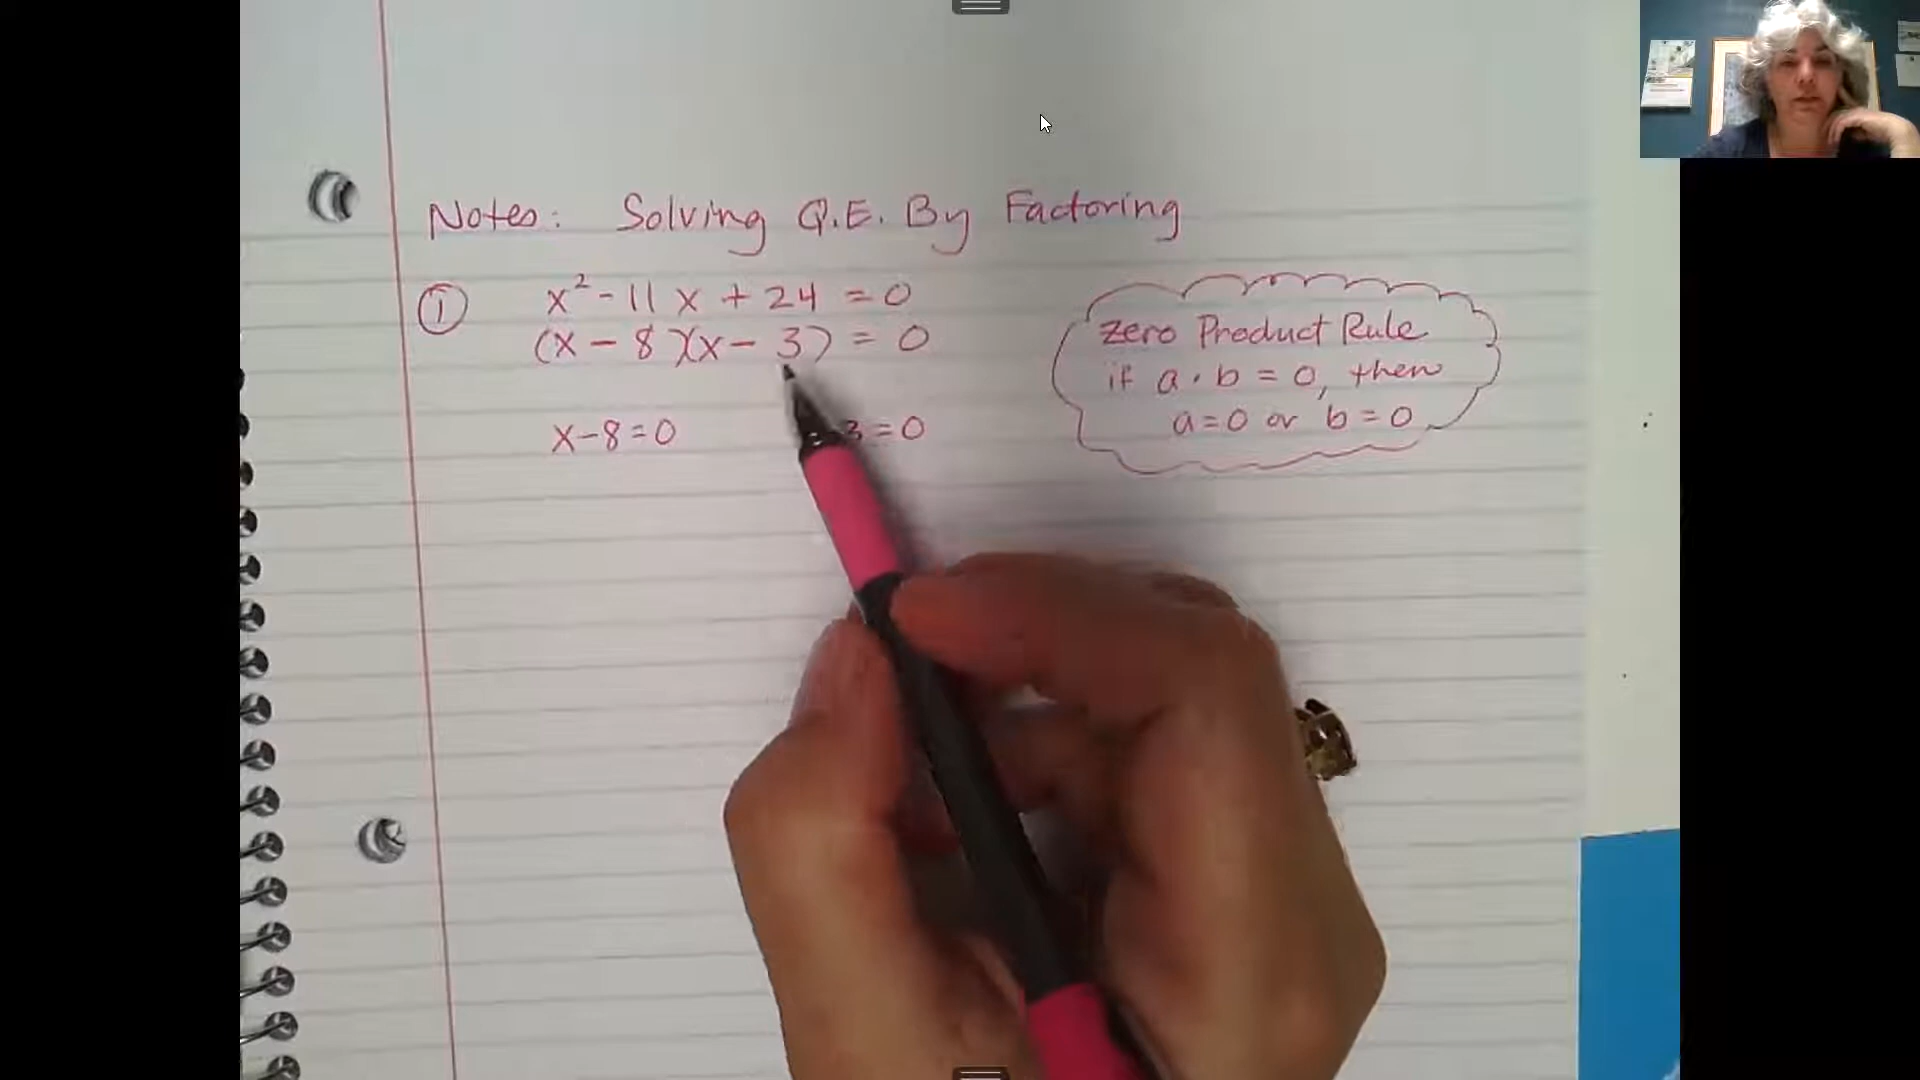 Notes: Solving Q.E. By Factoring
① x² - 11x + 24 = 0
(x - 8)(x - 3) = 0
x - 8 = 0 3 = 0
zero Product Rule
if a · b = 0, then
a = 0 or b = 0